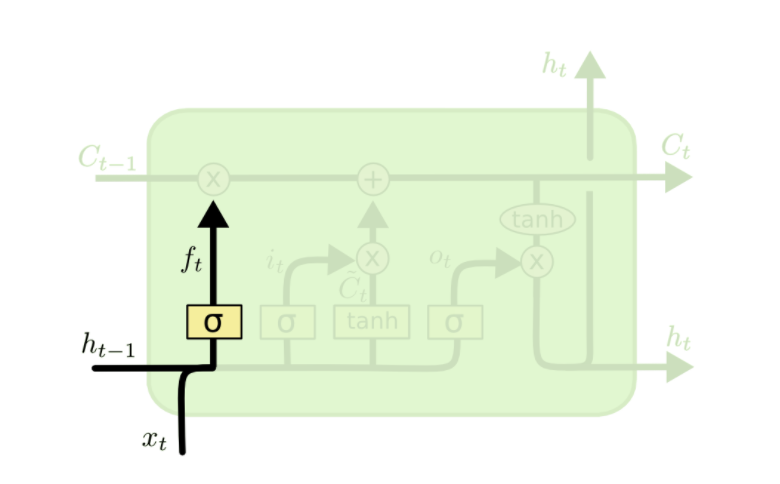 h_t
C_{t-1} x + C_t
tanh
f_t i_t x o_t x
C̃_t
σ σ tanh σ
h_{t-1} h_t
x_t